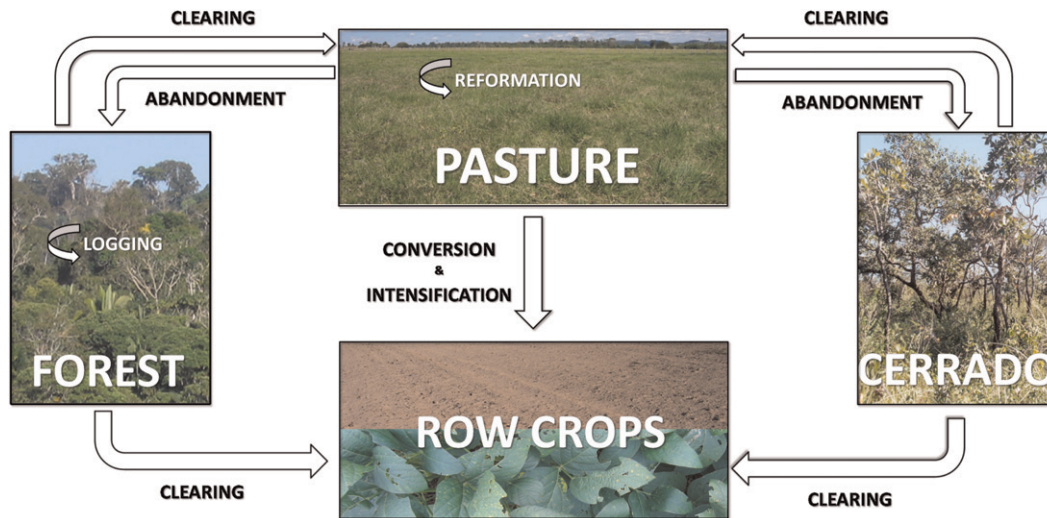 CLEARING
CLEARING
REFORMATION
ABANDONMENT
ABANDONMENT
PASTURE
LOGGING
CONVERSION
&
INTENSIFICATION
FOREST
CERRADO
ROW CROPS
CLEARING
CLEARING